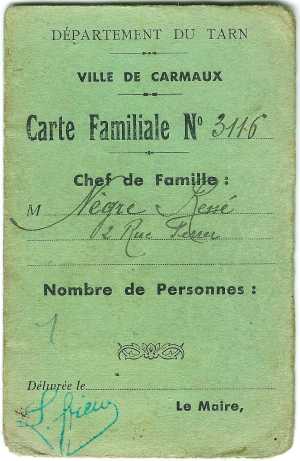 DÉPARTEMENT DU TARN
VILLE DE CARMAUX
Carte Familiale Nº 3116
Chef de Famille :
M Nègre René
Rue
Nombre de Personnes :
1
Délivrée le
Le Maire,